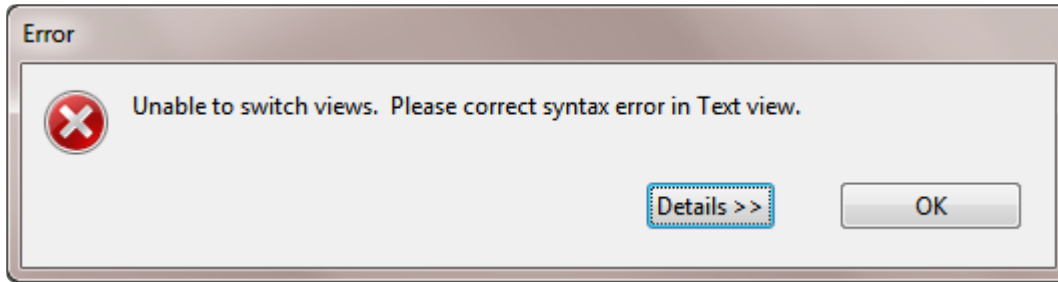 Error
Unable to switch views.  Please correct syntax error in Text view.
Details >>
OK